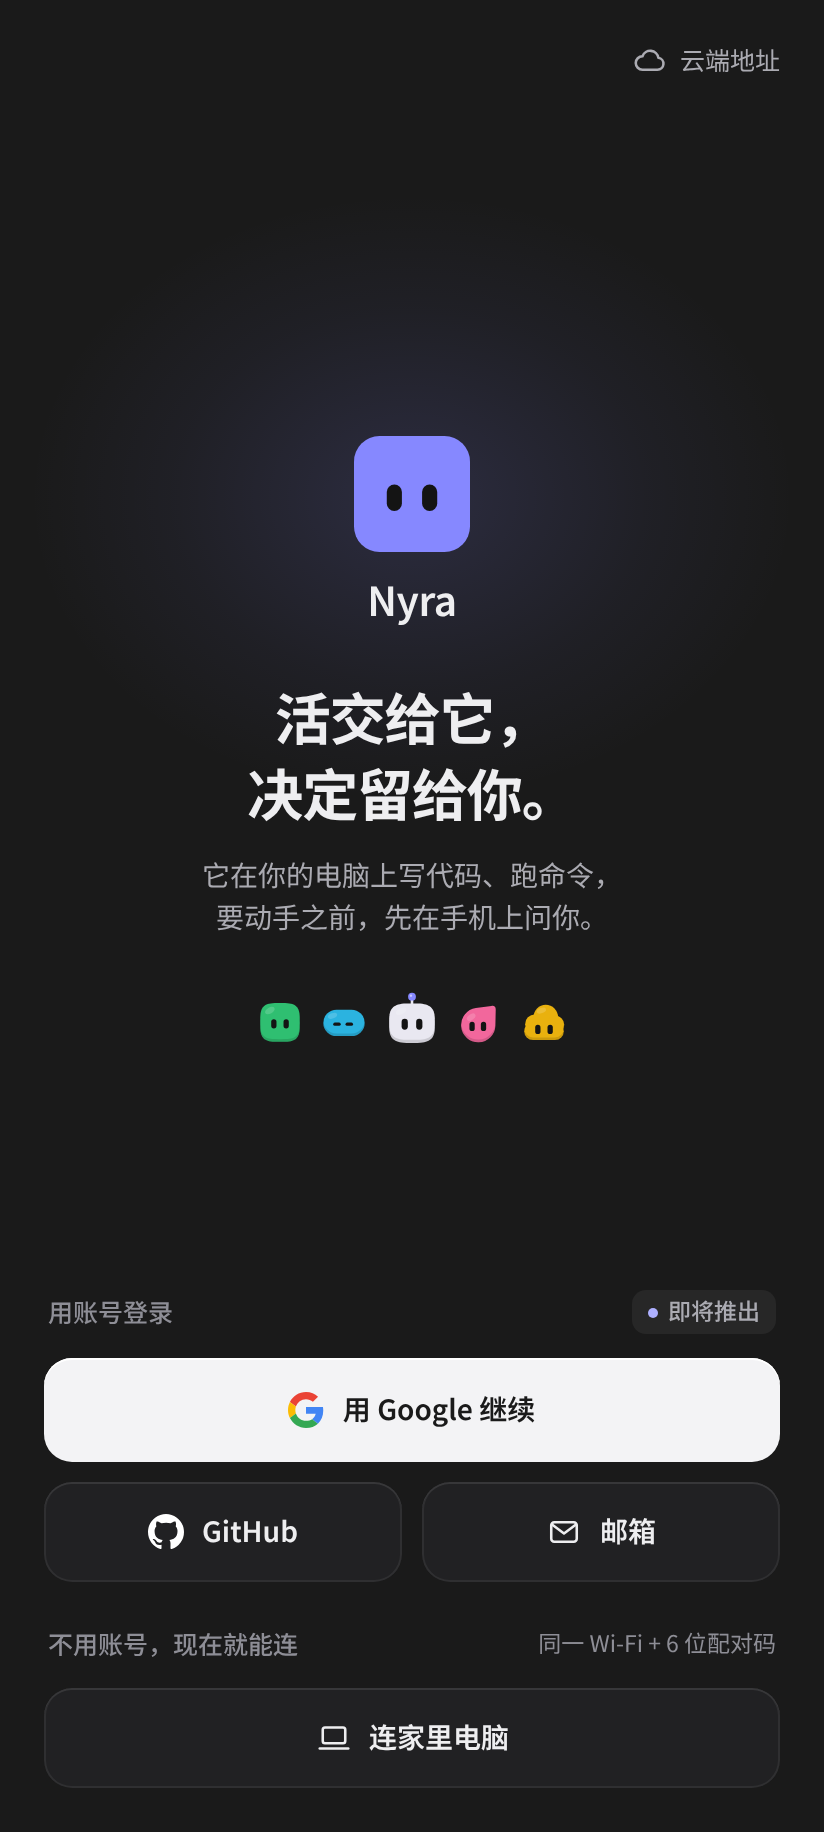 云端地址
Nyra
活交给它，
决定留给你。
它在你的电脑上写代码、跑命令，
要动手之前，先在手机上问你。
用账号登录
即将推出
用 Google 继续
GitHub
邮箱
不用账号，现在就能连
同一 Wi-Fi + 6 位配对码
连家里电脑